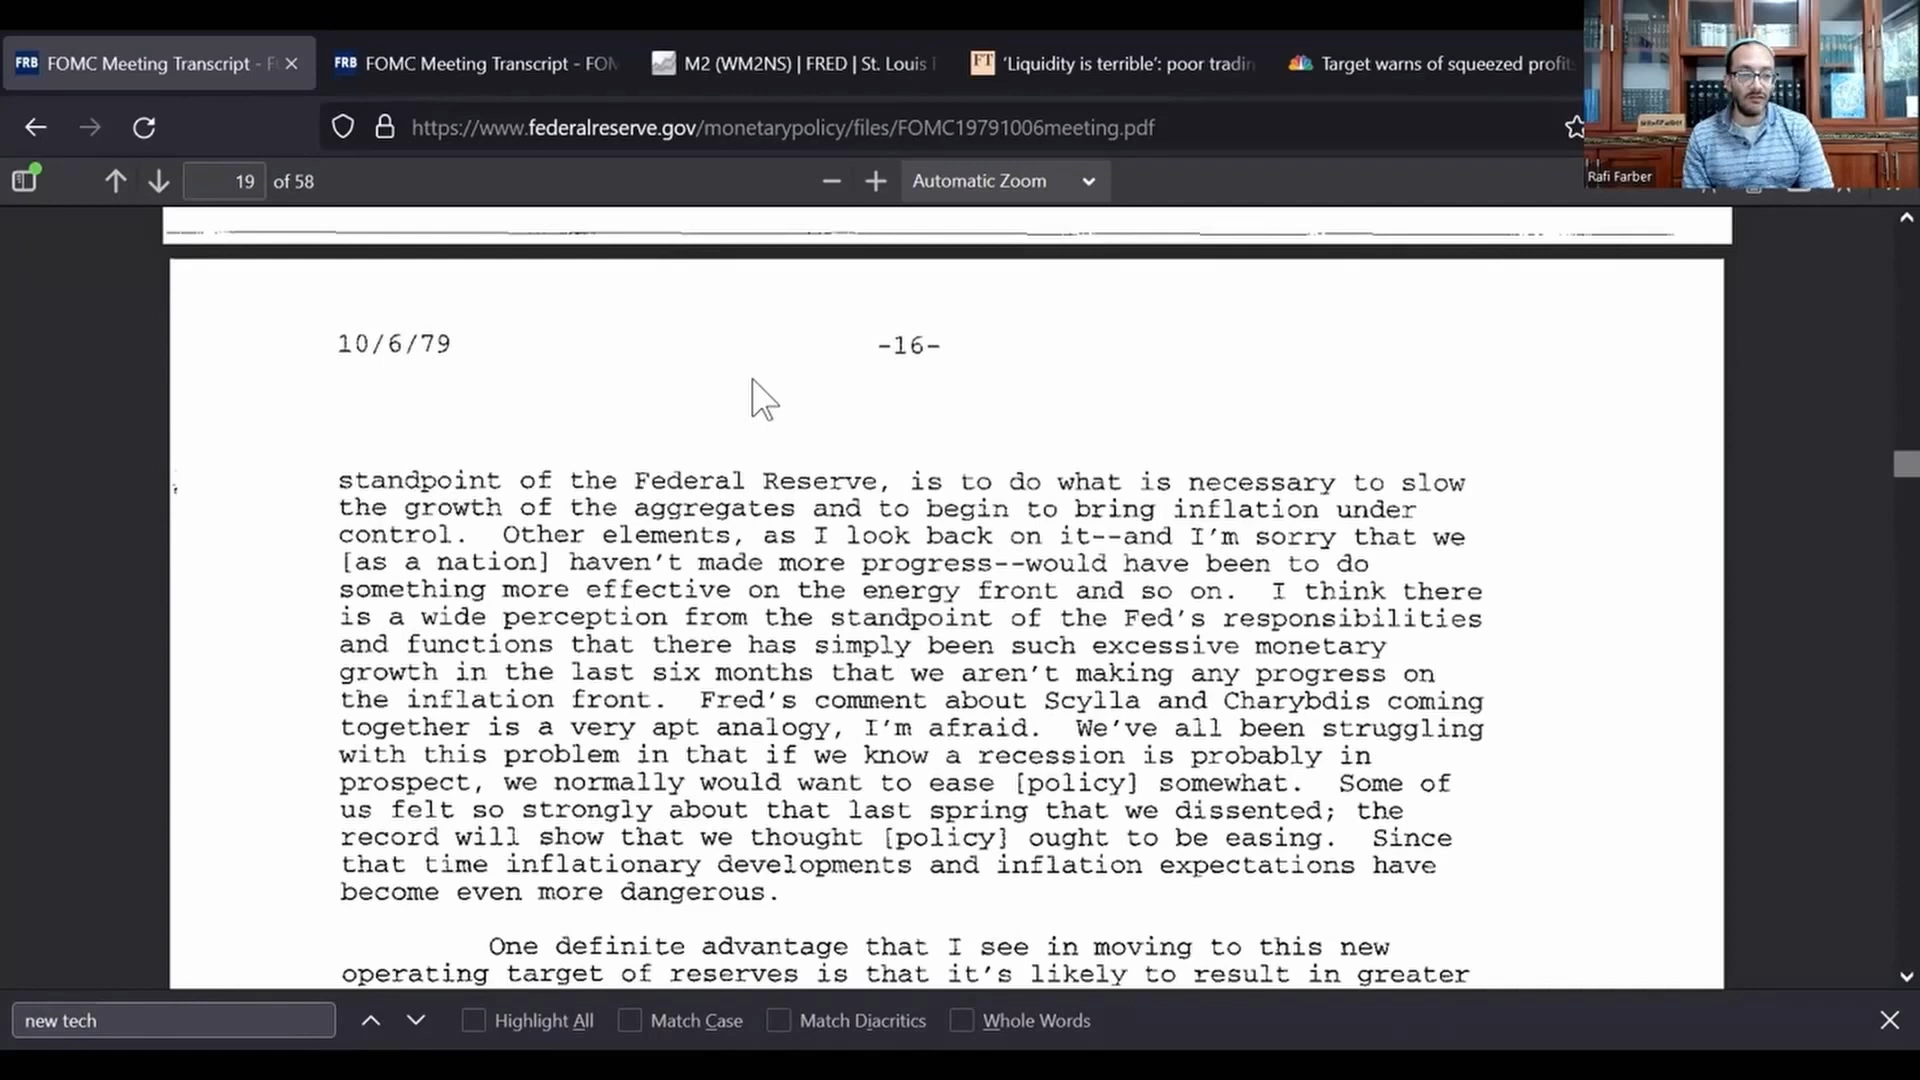 FRB FOMC Meeting Transcript - F
FRB FOMC Meeting Transcript - FOM
M2 (WM2NS) | FRED | St. Louis
FT 'Liquidity is terrible': poor tradin
Target warns of squeezed profit
https://www.federalreserve.gov/monetarypolicy/files/FOMC19791006meeting.pdf
19 of 58
Automatic Zoom
Rafi Farber
10/6/79
-16-
standpoint of the Federal Reserve, is to do what is necessary to slow
the growth of the aggregates and to begin to bring inflation under
control. Other elements, as I look back on it--and I'm sorry that we
[as a nation] haven't made more progress--would have been to do
something more effective on the energy front and so on. I think there
is a wide perception from the standpoint of the Fed's responsibilities
and functions that there has simply been such excessive monetary
growth in the last six months that we aren't making any progress on
the inflation front. Fred's comment about Scylla and Charybdis coming
together is a very apt analogy, I'm afraid. We've all been struggling
with this problem in that if we know a recession is probably in
prospect, we normally would want to ease [policy] somewhat. Some of
us felt so strongly about that last spring that we dissented; the
record will show that we thought [policy] ought to be easing. Since
that time inflationary developments and inflation expectations have
become even more dangerous.
One definite advantage that I see in moving to this new
operating target of reserves is that it's likely to result in greater
new tech
Highlight All
Match Case
Match Diacritics
Whole Words